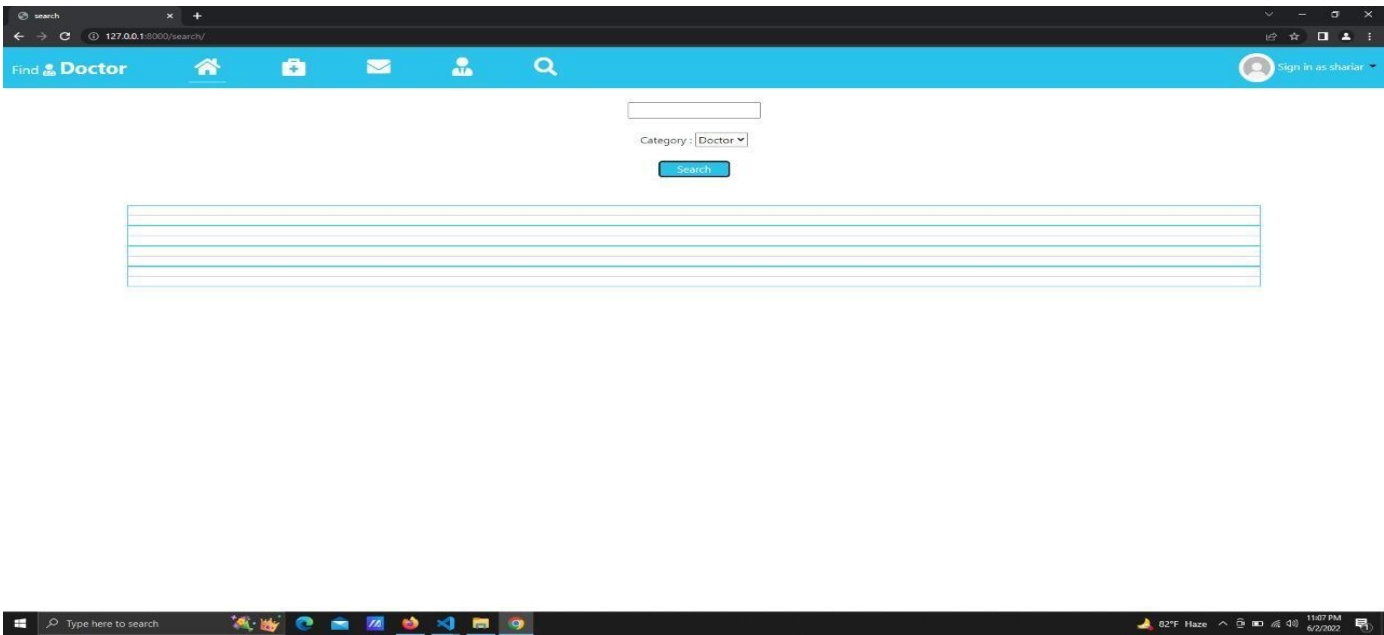 search
127.0.0.1:8000/search/
Find Doctor
Sign in as shariar
Category : Doctor
Search
Type here to search
82°F Haze
11:07 PM
6/2/2022